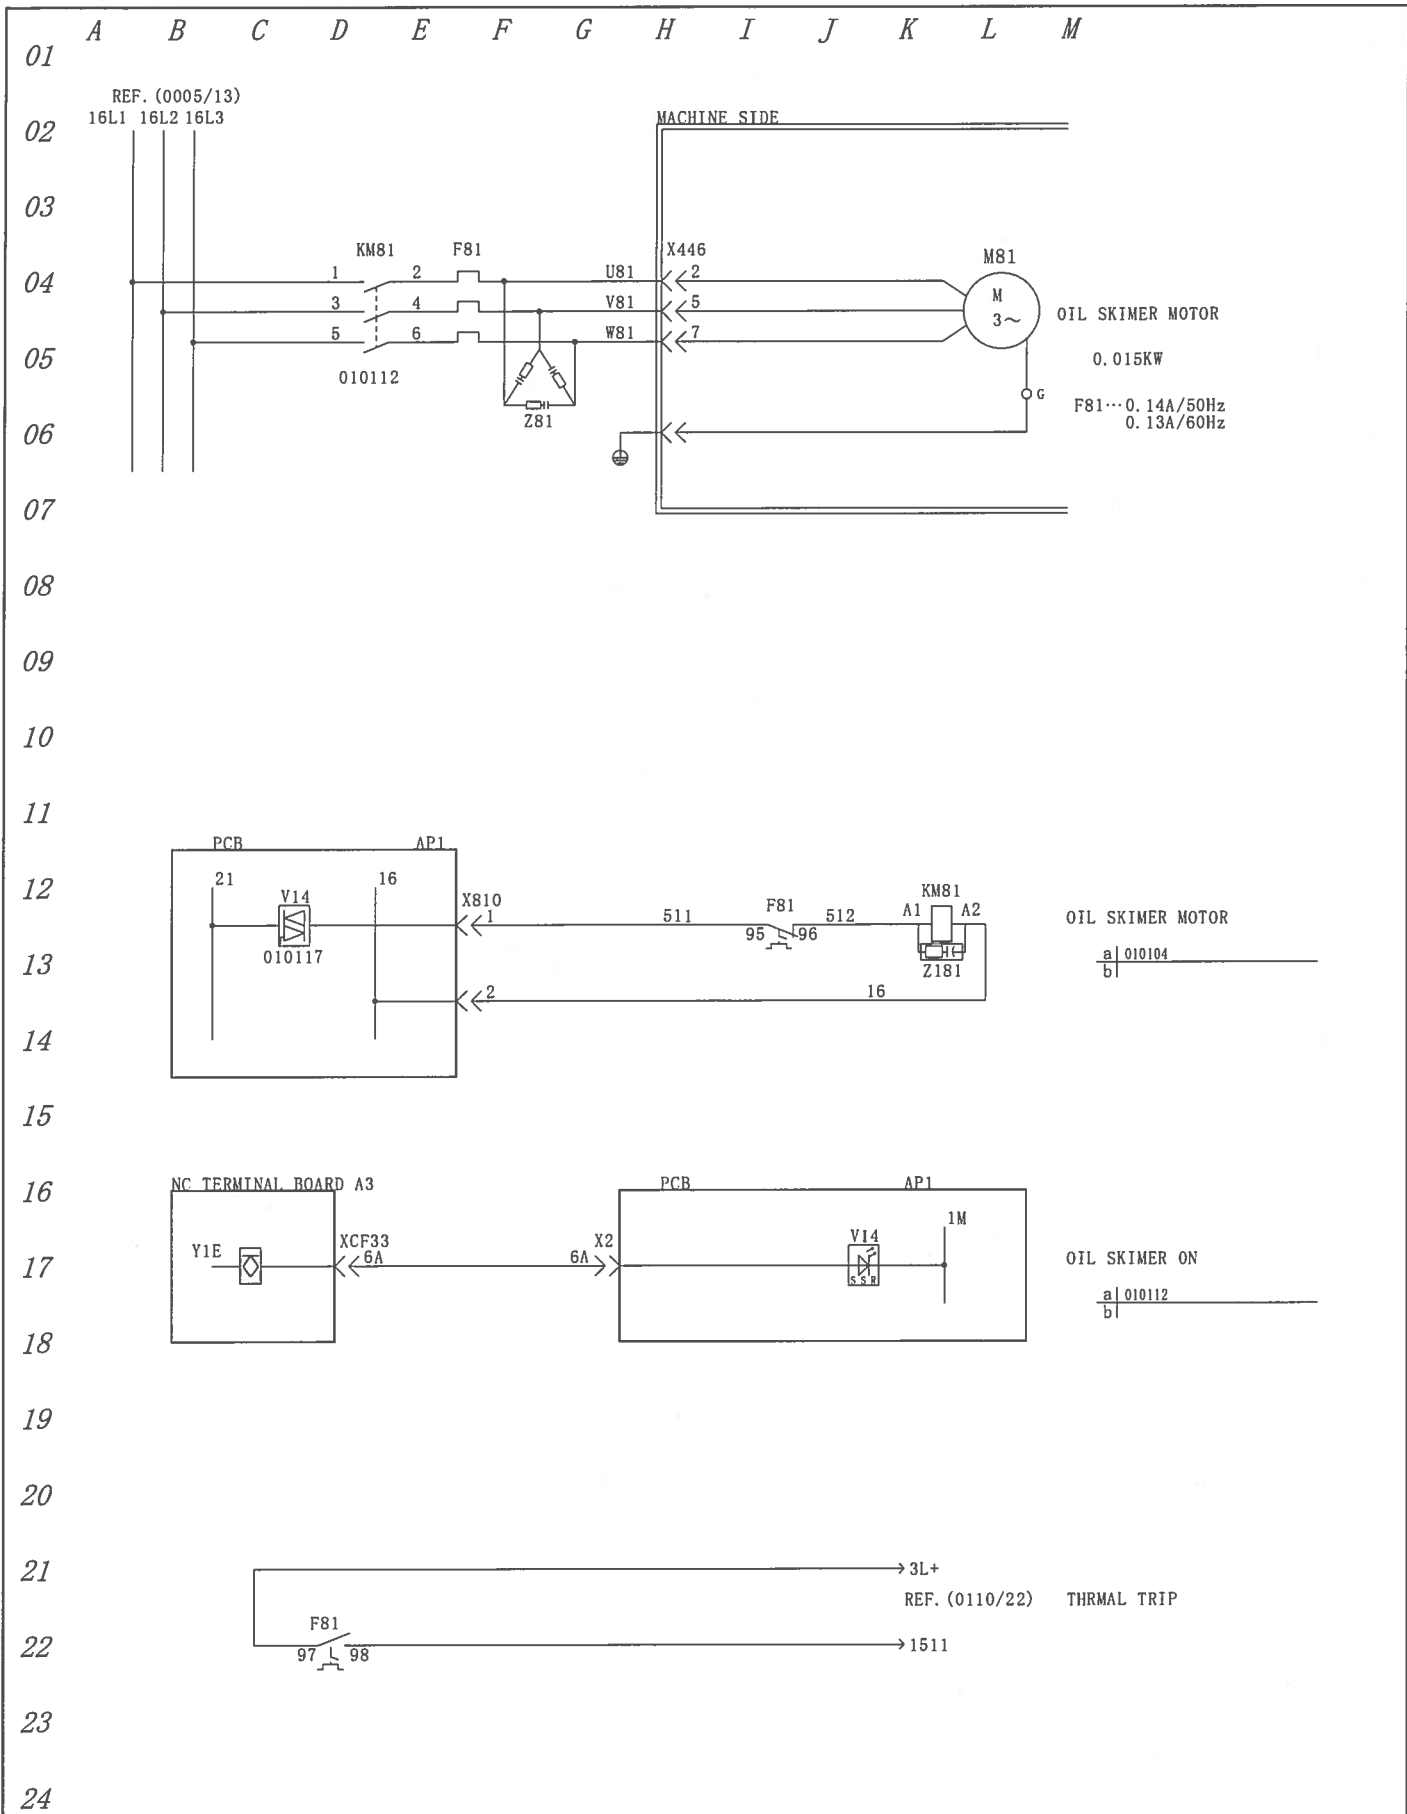 A B C D E F G H I J K L M
01
REF. (0005/13)
16L1 16L2 16L3
MACHINE SIDE
02
03
KM81 F81 X446 M81
04
1 2 U81 2
M
3 4 V81 5
3~
OIL SKIMER MOTOR
5 6 W81 7
05
0.015KW
010112
G
F81···0.14A/50Hz
Z81
0.13A/60Hz
06
07
08
09
10
11
PCB AP1
12
21 16
V14
X810
KM81
1 511 F81 512 A1 A2
OIL SKIMER MOTOR
95 96
010117
a 010104
13
Z181
b
2 16
14
15
16
NC TERMINAL BOARD A3
PCB AP1
1M
Y1E
XCF33
X2
V14
6A 6A
17
OIL SKIMER ON
SSR
a 010112
b
18
19
20
21
3L+
REF. (0110/22) THRMAL TRIP
F81
22
97 98
1511
23
24